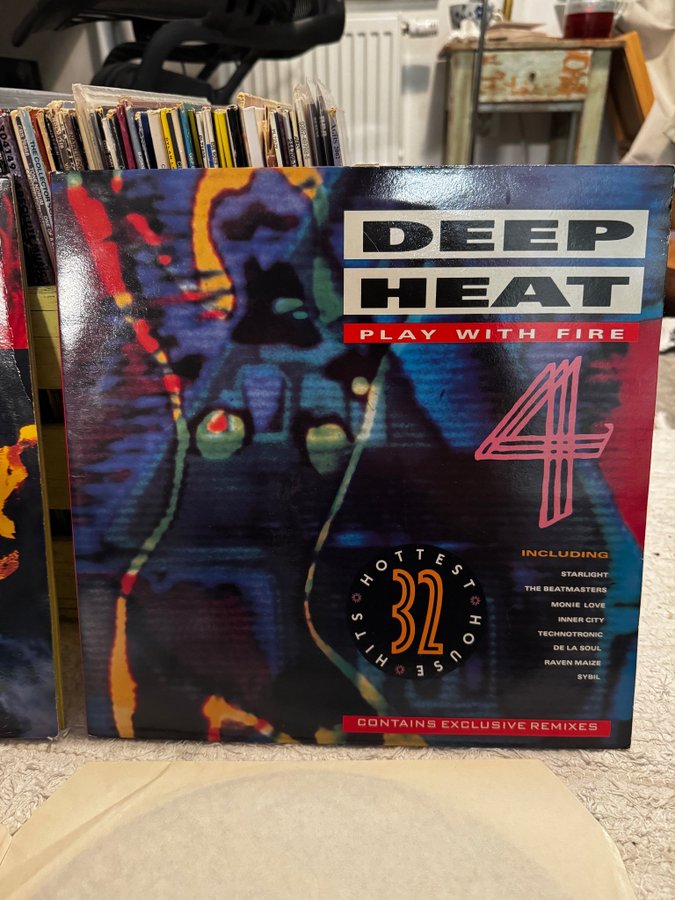 DEEP
HEAT
PLAY WITH FIRE
4
INCLUDING
STARLIGHT
THE BEATMASTERS
MONIE LOVE
INNER CITY
TECHNOTRONIC
DE LA SOUL
RAVEN MAIZE
SYBIL
32 HOTTEST HOUSE HITS
CONTAINS EXCLUSIVE REMIXES